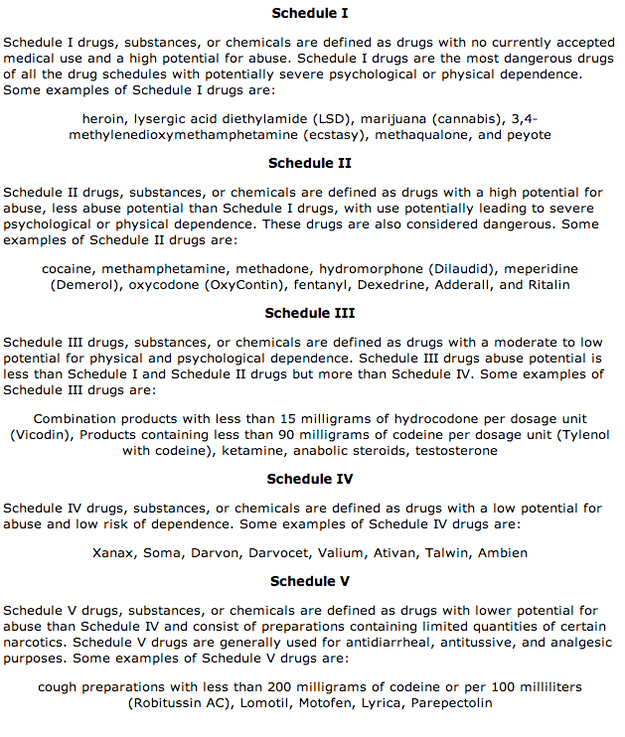 Schedule I
Schedule I drugs, substances, or chemicals are defined as drugs with no currently accepted
medical use and a high potential for abuse. Schedule I drugs are the most dangerous drugs
of all the drug schedules with potentially severe psychological or physical dependence.
Some examples of Schedule I drugs are:
heroin, lysergic acid diethylamide (LSD), marijuana (cannabis), 3,4-
methylenedioxymethamphetamine (ecstasy), methaqualone, and peyote
Schedule II
Schedule II drugs, substances, or chemicals are defined as drugs with a high potential for
abuse, less abuse potential than Schedule I drugs, with use potentially leading to severe
psychological or physical dependence. These drugs are also considered dangerous. Some
examples of Schedule II drugs are:
cocaine, methamphetamine, methadone, hydromorphone (Dilaudid), meperidine
(Demerol), oxycodone (OxyContin), fentanyl, Dexedrine, Adderall, and Ritalin
Schedule III
Schedule III drugs, substances, or chemicals are defined as drugs with a moderate to low
potential for physical and psychological dependence. Schedule III drugs abuse potential is
less than Schedule I and Schedule II drugs but more than Schedule IV. Some examples of
Schedule III drugs are:
Combination products with less than 15 milligrams of hydrocodone per dosage unit
(Vicodin), Products containing less than 90 milligrams of codeine per dosage unit (Tylenol
with codeine), ketamine, anabolic steroids, testosterone
Schedule IV
Schedule IV drugs, substances, or chemicals are defined as drugs with a low potential for
abuse and low risk of dependence. Some examples of Schedule IV drugs are:
Xanax, Soma, Darvon, Darvocet, Valium, Ativan, Talwin, Ambien
Schedule V
Schedule V drugs, substances, or chemicals are defined as drugs with lower potential for
abuse than Schedule IV and consist of preparations containing limited quantities of certain
narcotics. Schedule V drugs are generally used for antidiarrheal, antitussive, and analgesic
purposes. Some examples of Schedule V drugs are:
cough preparations with less than 200 milligrams of codeine or per 100 milliliters
(Robitussin AC), Lomotil, Motofen, Lyrica, Parepectolin